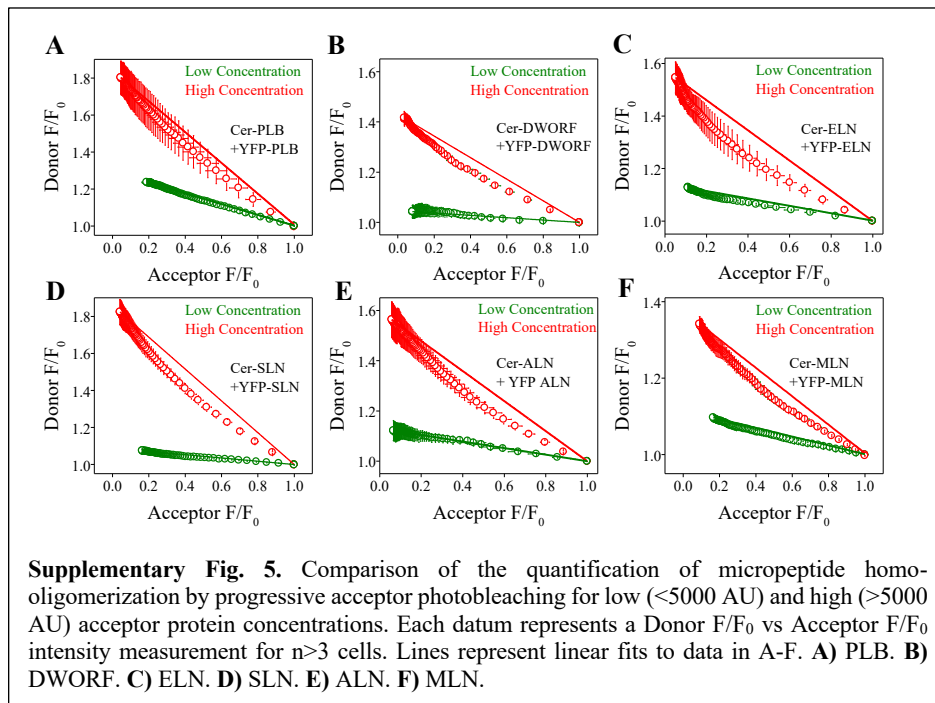 A
Donor F/F0
1.8
1.6
1.4
1.2
1.0
Low Concentration
High Concentration
Cer-PLB
+YFP-PLB
0.0 0.2 0.4 0.6 0.8 1.0
Acceptor F/F0
B
Donor F/F0
1.6
1.4
1.2
1.0
Low Concentration
High Concentration
Cer-DWORF
+YFP-DWORF
0.0 0.2 0.4 0.6 0.8 1.0
Acceptor F/F0
C
Donor F/F0
1.6
1.4
1.2
1.0
Low Concentration
High Concentration
Cer-ELN
+YFP-ELN
0.0 0.2 0.4 0.6 0.8 1.0
Acceptor F/F0
D
Donor F/F0
1.8
1.6
1.4
1.2
1.0
Low Concentration
High Concentration
Cer-SLN
+YFP-SLN
0.0 0.2 0.4 0.6 0.8 1.0
Acceptor F/F0
E
Donor F/F0
1.6
1.4
1.2
1.0
Low Concentration
High Concentration
Cer-ALN
+ YFP ALN
0.0 0.2 0.4 0.6 0.8 1.0
Acceptor F/F0
F
Donor F/F0
1.4
1.2
1.0
Low Concentration
High Concentration
Cer-MLN
+YFP-MLN
0.0 0.2 0.4 0.6 0.8 1.0
Acceptor F/F0
Supplementary Fig. 5. Comparison of the quantification of micropeptide homo-
oligomerization by progressive acceptor photobleaching for low (<5000 AU) and high (>5000
AU) acceptor protein concentrations. Each datum represents a Donor F/F0 vs Acceptor F/F0
intensity measurement for n>3 cells. Lines represent linear fits to data in A-F. A) PLB. B)
DWORF. C) ELN. D) SLN. E) ALN. F) MLN.